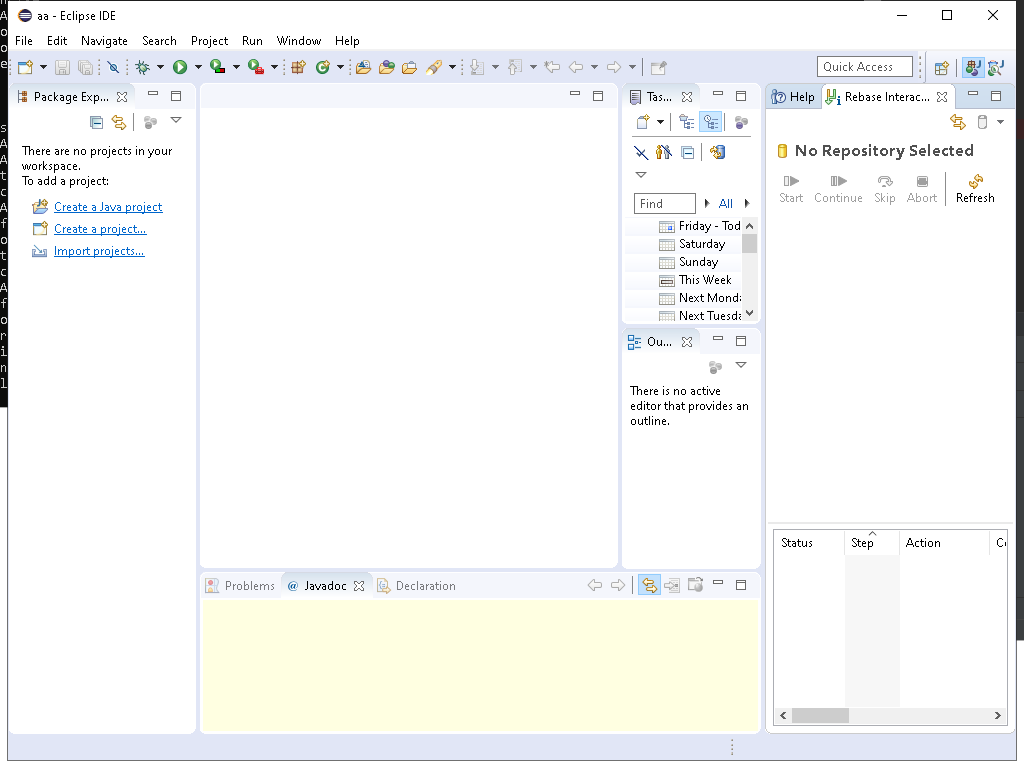 aa - Eclipse IDE
File Edit Navigate Search Project Run Window Help
Quick Access
Package Exp...
There are no projects in your
workspace.
To add a project:
Create a Java project
Create a project...
Import projects...
Tas...
Find
All
Friday - Tod
Saturday
Sunday
This Week
Next Monda
Next Tuesda
Ou...
There is no active
editor that provides an
outline.
Help
Rebase Interac...
No Repository Selected
Start Continue Skip Abort Refresh
Status Step Action
Problems @ Javadoc Declaration